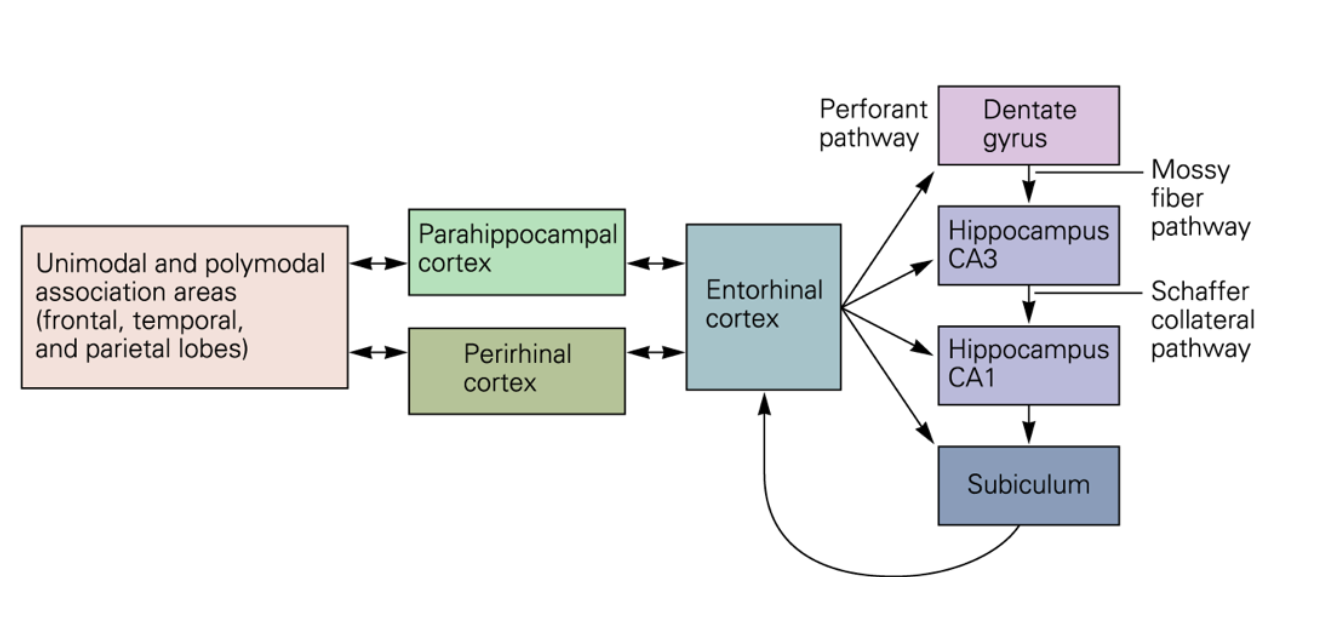 Unimodal and polymodal
association areas
(frontal, temporal,
and parietal lobes)
Parahippocampal
cortex
Perirhinal
cortex
Entorhinal
cortex
Perforant
pathway
Dentate
gyrus
Mossy
fiber
pathway
Hippocampus
CA3
Schaffer
collateral
pathway
Hippocampus
CA1
Subiculum